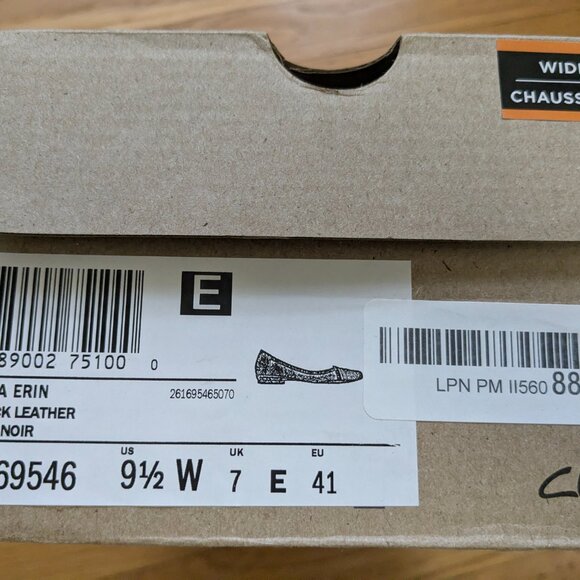 WIDE
CHAUSS
E
89002 75100 0
A ERIN
261695465070
CK LEATHER
NOIR
LPN PM II560 88
US UK EU
69546 9½ W 7 E 41